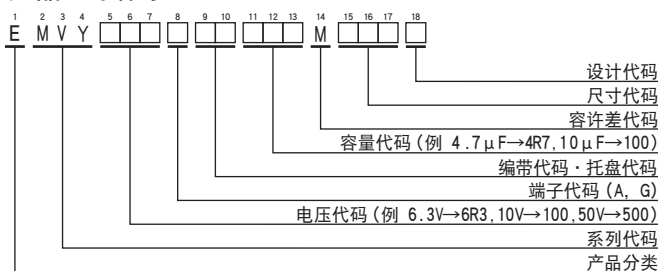 1 2 3 4 5 6 7 8 9 10 11 12 13 14 15 16 17 18
E M V Y □□□ □ □□ □□□ M □□□ □
设计代码
尺寸代码
容许差代码
容量代码(例 4.7μF→4R7,10μF→100)
编带代码・托盘代码
端子代码(A, G)
电压代码(例 6.3V→6R3,10V→100,50V→500)
系列代码
产品分类